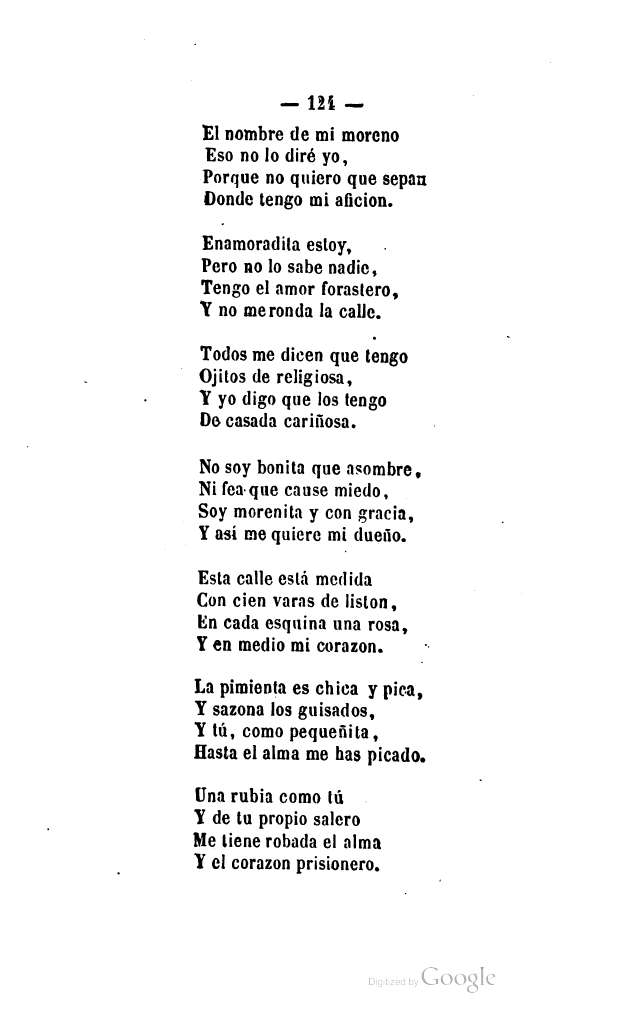 — 124 —
El nombre de mi moreno
Eso no lo diré yo,
Porque no quiero que sepan
Donde tengo mi aficion.
Enamoradita estoy,
Pero no lo sabe nadie,
Tengo el amor forastero,
Y no me ronda la calle.
Todos me dicen que tengo
Ojitos de religiosa,
Y yo digo que los tengo
De casada cariñosa.
No soy bonita que asombre,
Ni fea que cause miedo,
Soy morenita y con gracia,
Y así me quiere mi dueño.
Esta calle está medida
Con cien varas de liston,
En cada esquina una rosa,
Y en medio mi corazon.
La pimienta es chica y pica,
Y sazona los guisados,
Y tú, como pequeñita,
Hasta el alma me has picado.
Una rubia como tú
Y de tu propio salero
Me tiene robada el alma
Y el corazon prisionero.
Digitized by Google